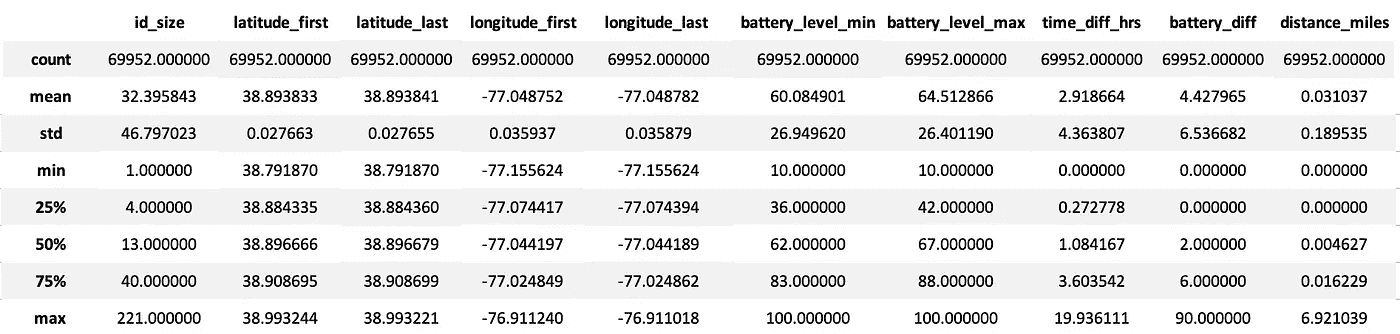 id_size latitude_first latitude_last longitude_first longitude_last battery_level_min battery_level_max time_diff_hrs battery_diff distance_miles
count 69952.000000 69952.000000 69952.000000 69952.000000 69952.000000 69952.000000 69952.000000 69952.000000 69952.000000 69952.000000
mean 32.395843 38.893833 38.893841 -77.048752 -77.048782 60.084901 64.512866 2.918664 4.427965 0.031037
std 46.797023 0.027663 0.027655 0.035937 0.035879 26.949620 26.401190 4.363807 6.536682 0.189535
min 1.000000 38.791870 38.791870 -77.155624 -77.155624 10.000000 10.000000 0.000000 0.000000 0.000000
25% 4.000000 38.884335 38.884360 -77.074417 -77.074394 36.000000 42.000000 0.272778 0.000000 0.000000
50% 13.000000 38.896666 38.896679 -77.044197 -77.044189 62.000000 67.000000 1.084167 2.000000 0.004627
75% 40.000000 38.908695 38.908699 -77.024849 -77.024862 83.000000 88.000000 3.603542 6.000000 0.016229
max 221.000000 38.993244 38.993221 -76.911240 -76.911018 100.000000 100.000000 19.936111 90.000000 6.921039